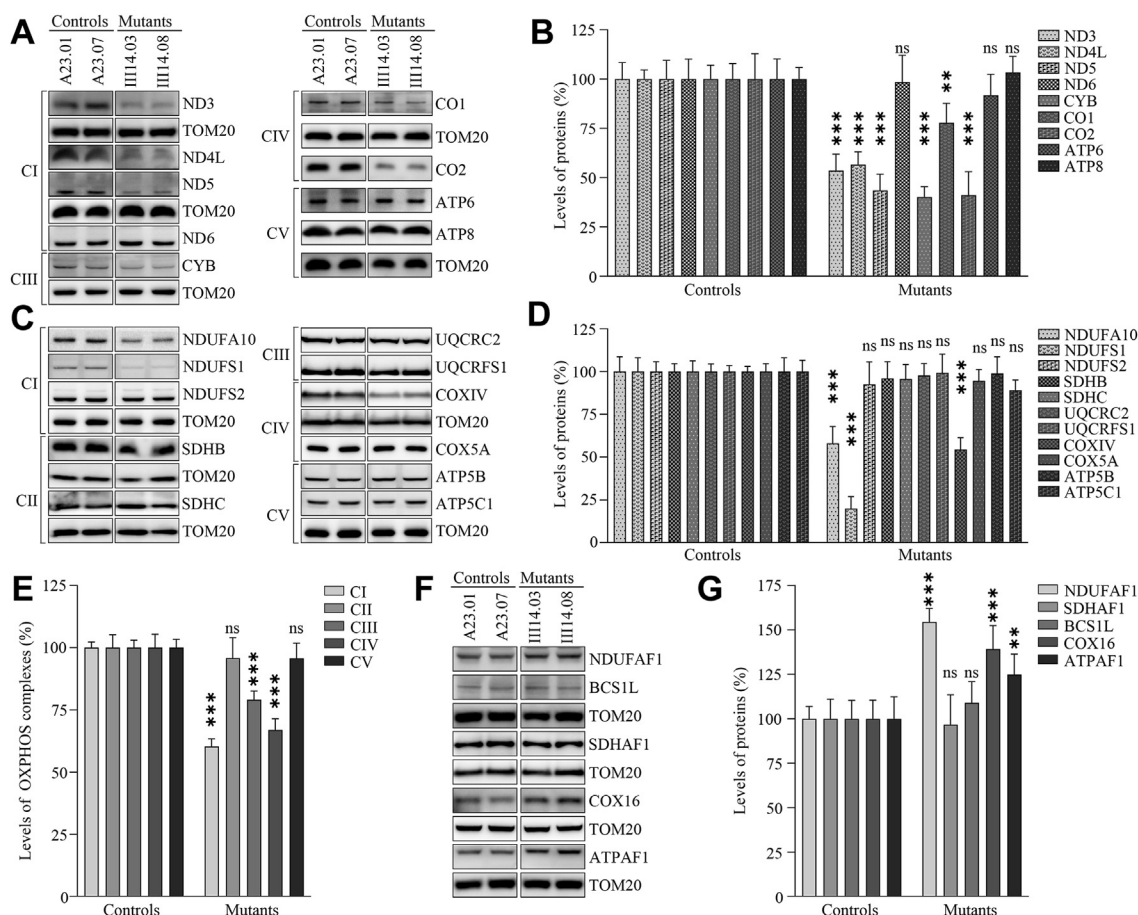 A
Controls Mutants
A23.01 A23.07 III14.03 III14.08
CI
ND3
TOM20
ND4L
ND5
TOM20
ND6
CIII
CYB
TOM20
Controls Mutants
A23.01 A23.07 III14.03 III14.08
CIV
CO1
TOM20
CO2
CV
ATP6
ATP8
TOM20
B
Levels of proteins (%)
125
100
75
50
25
0
*** *** *** ns *** ** *** ns ns
Controls Mutants
ND3
ND4L
ND5
ND6
CYB
CO1
CO2
ATP6
ATP8
C
CI
NDUFA10
NDUFS1
NDUFS2
TOM20
CII
SDHB
TOM20
SDHC
TOM20
CIII
UQCRC2
UQCRFS1
CIV
COXIV
TOM20
COX5A
CV
ATP5B
ATP5C1
TOM20
D
Levels of proteins (%)
125
100
75
50
25
0
*** *** ns ns ns ns ns *** ns ns ns
Controls Mutants
NDUFA10
NDUFS1
NDUFS2
SDHB
SDHC
UQCRC2
UQCRFS1
COXIV
COX5A
ATP5B
ATP5C1
E
Levels of OXPHOS complexes (%)
125
100
75
50
25
0
*** ns *** *** ns
Controls Mutants
CI
CII
CIII
CIV
CV
F
Controls Mutants
A23.01 A23.07 III14.03 III14.08
NDUFAF1
BCS1L
TOM20
SDHAF1
TOM20
COX16
TOM20
ATPAF1
TOM20
G
Levels of proteins (%)
175
150
125
100
75
50
25
0
*** ns ns *** **
Controls Mutants
NDUFAF1
SDHAF1
BCS1L
COX16
ATPAF1